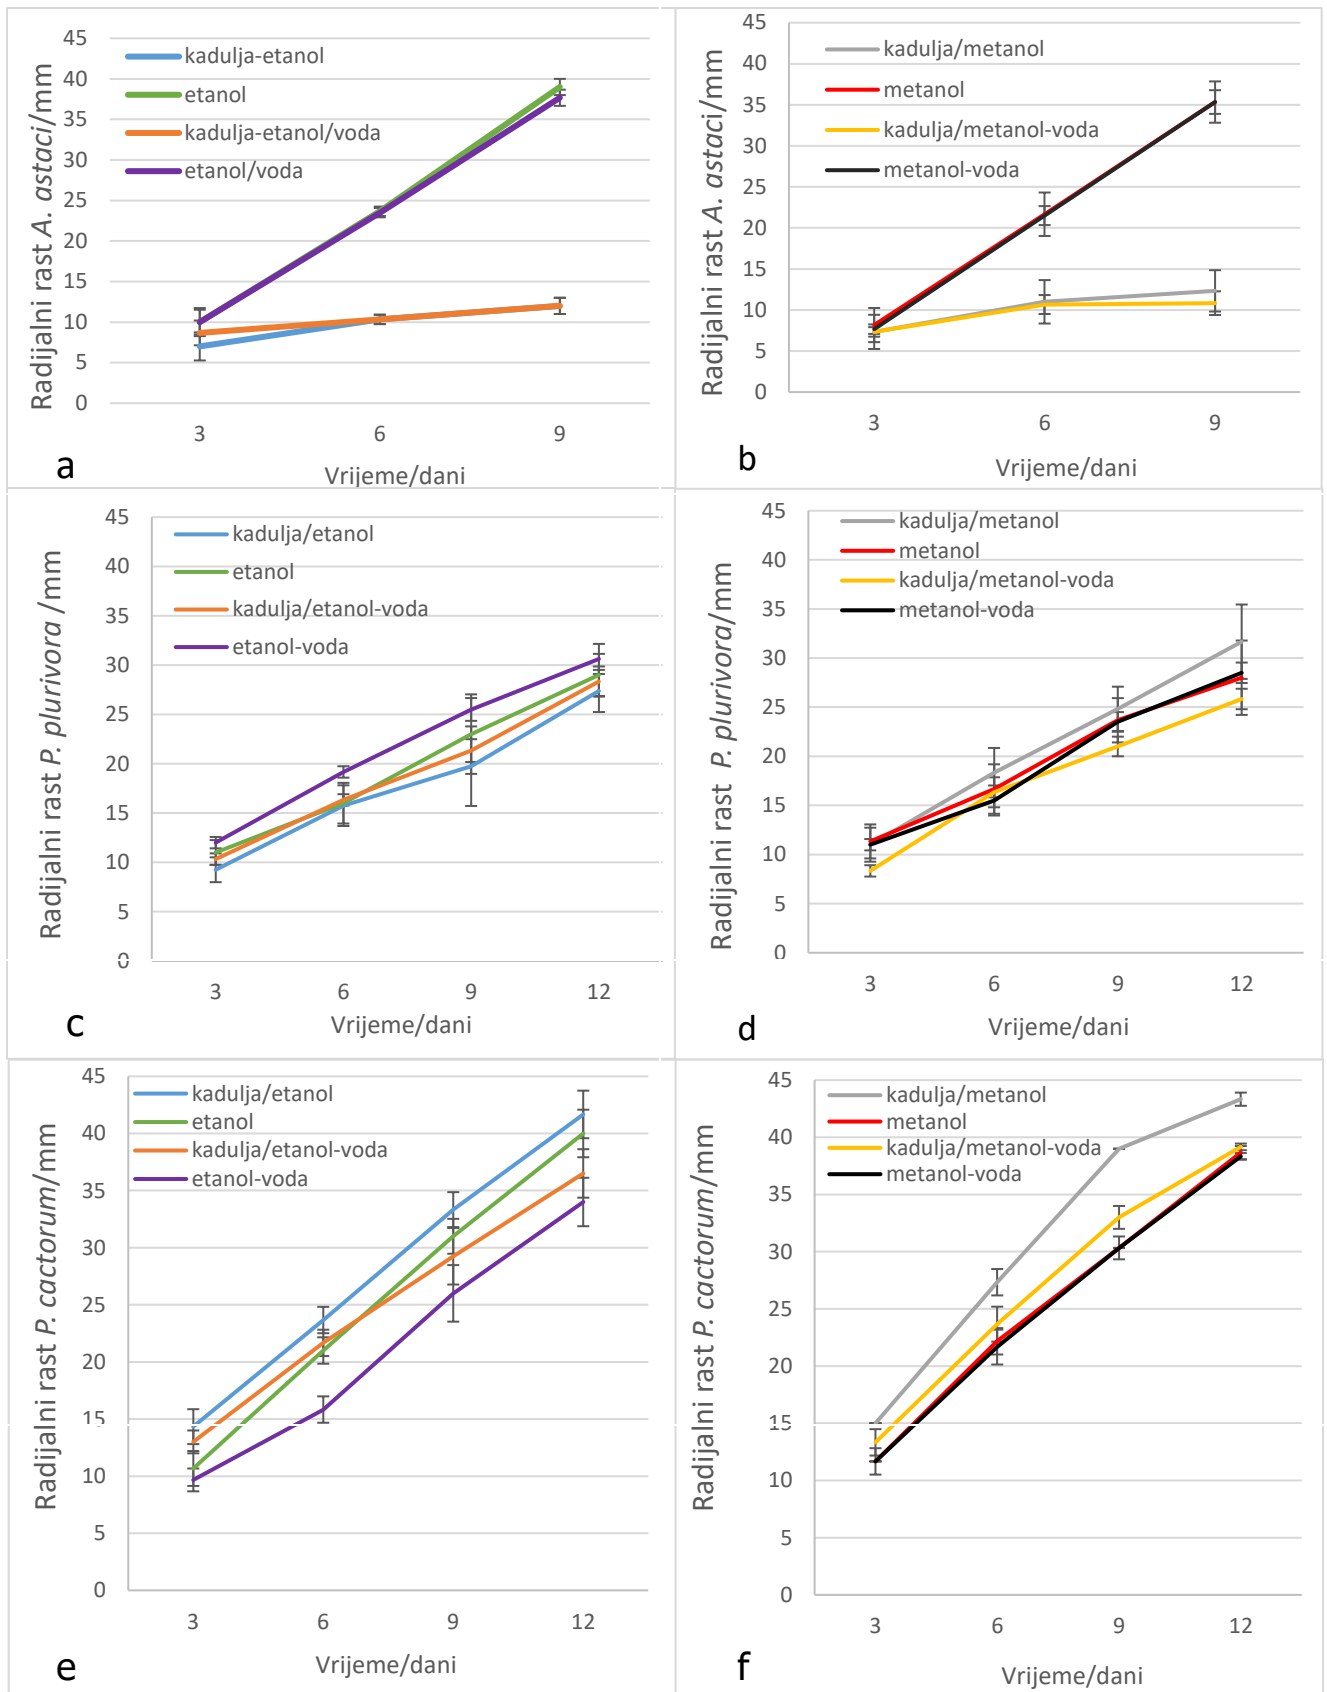 45
40
35
30
25
20
15
10
5
0
Radijalni rast A. astaci/mm
kadulja-etanol
etanol
kadulja-etanol/voda
etanol/voda
3 6 9
Vrijeme/dani
a
45
40
35
30
25
20
15
10
5
0
Radijalni rast A. astaci/mm
kadulja/metanol
metanol
kadulja/metanol-voda
metanol-voda
3 6 9
Vrijeme/dani
b
45
40
35
30
25
20
15
10
5
0
Radijalni rast P. plurivora /mm
kadulja/etanol
etanol
kadulja/etanol-voda
etanol-voda
3 6 9 12
Vrijeme/dani
c
45
40
35
30
25
20
15
10
5
0
Radijalni rast P. plurivora/mm
kadulja/metanol
metanol
kadulja/metanol-voda
metanol-voda
3 6 9 12
Vrijeme/dani
d
45
40
35
30
25
20
15
10
5
0
Radijalni rast P. cactorum/mm
kadulja/etanol
etanol
kadulja/etanol-voda
etanol-voda
3 6 9 12
Vrijeme/dani
e
45
40
35
30
25
20
15
10
5
0
Radijalni rast P. cactorum/mm
kadulja/metanol
metanol
kadulja/metanol-voda
metanol-voda
3 6 9 12
Vrijeme/dani
f